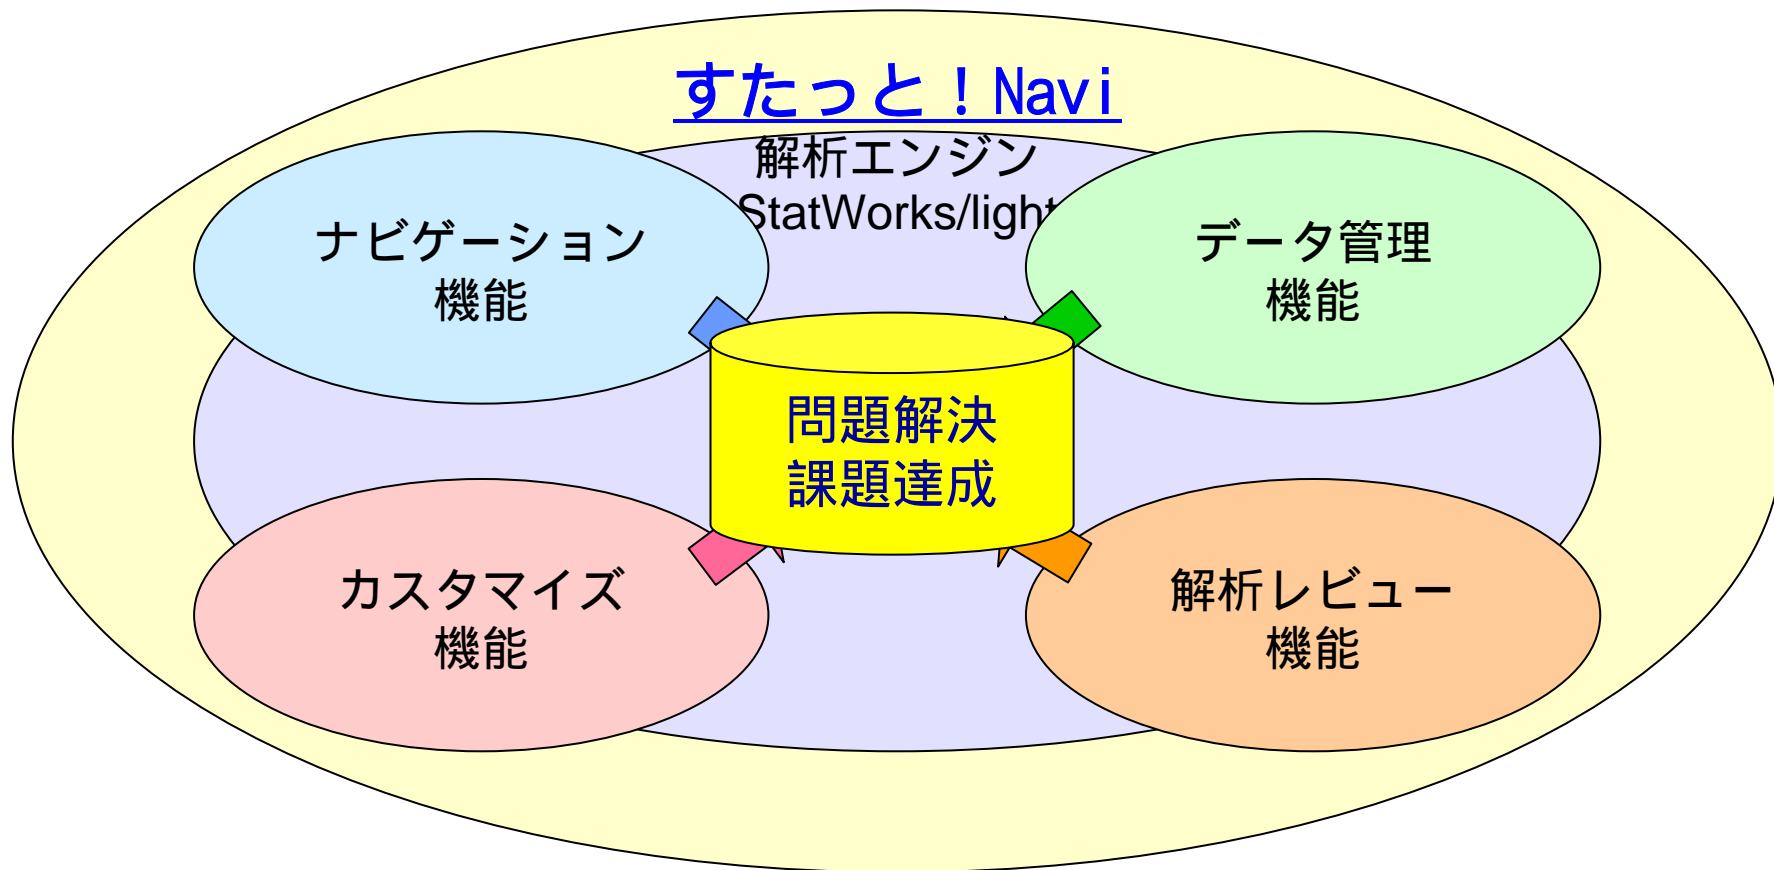 すたっと！Navi
解析エンジン
StatWorks/light
ナビゲーション
機能
データ管理
機能
問題解決
課題達成
カスタマイズ
機能
解析レビュー
機能